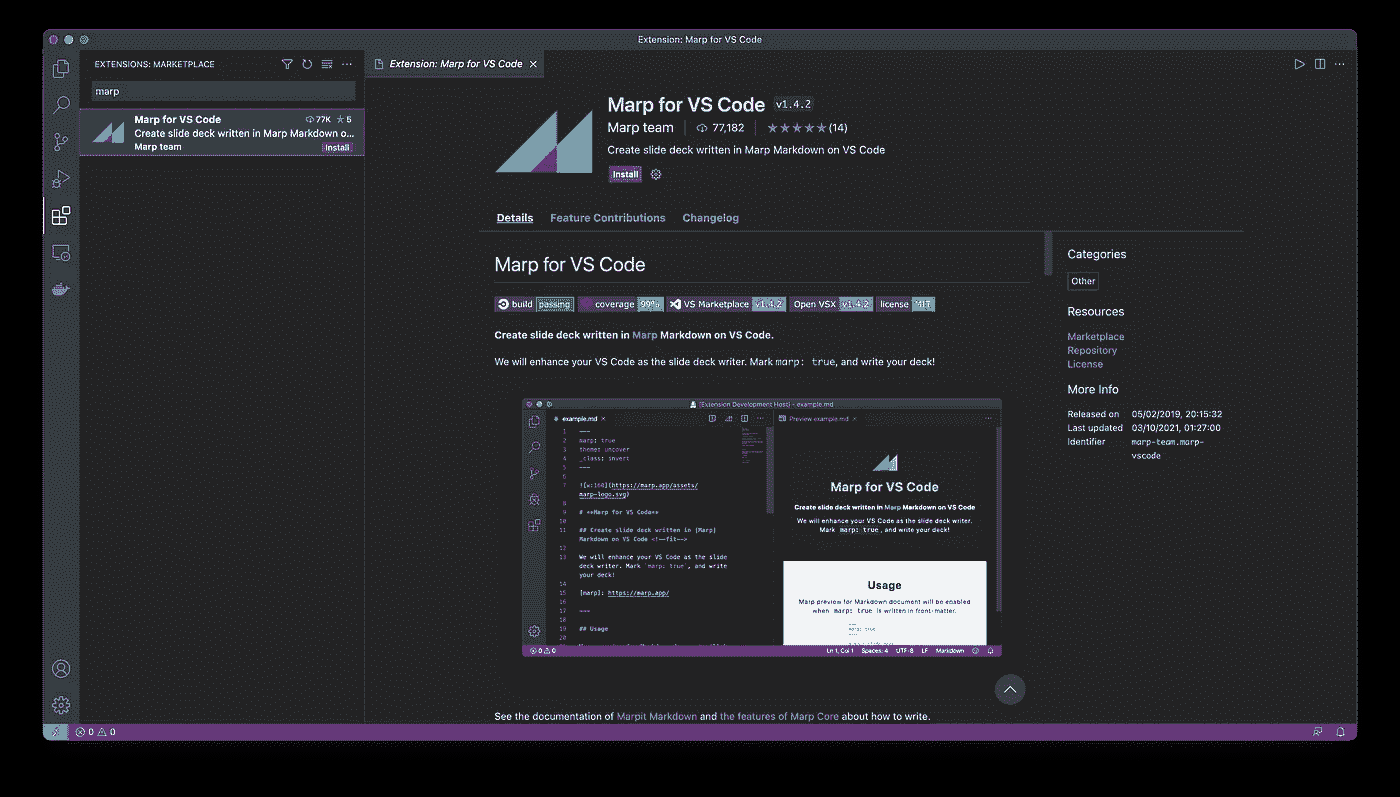 Extension: Marp for VS Code
EXTENSIONS: MARKETPLACE
marp
Marp for VS Code 77K 5
Create slide deck written in Marp Markdown o...
Marp team Install
Extension: Marp for VS Code
Marp for VS Code v1.4.2
Marp team 77,182 (14)
Create slide deck written in Marp Markdown on VS Code
Install
Details Feature Contributions Changelog
Marp for VS Code
build passing coverage 99% VS Marketplace v1.4.2 Open VSX v1.4.2 license MIT
Create slide deck written in Marp Markdown on VS Code.
We will enhance your VS Code as the slide deck writer. Mark marp: true, and write your deck!
[Extension Development Host] - example.md
example.md
1 ---
2 marp: true
3 theme: uncover
4 _class: invert
5 ---
6
7 ![w:160](https://marp.app/assets/
marp-logo.svg)
8
9 # **Marp for VS Code**
10
11 ## Create slide deck written in [Marp]
Markdown on VS Code <!--fit-->
12
13 We will enhance your VS Code as the slide
deck writer. Mark `marp: true`, and write
your deck!
14
15 [marp]: https://marp.app/
16
17 ---
18
19 ## Usage
20
Preview example.md
Marp for VS Code
Create slide deck written in Marp Markdown on VS Code
We will enhance your VS Code as the slide deck writer.
Mark marp: true, and write your deck!
Usage
Marp preview for Markdown document will be enabled
when marp: true is written in front-matter.
---
marp: true
---
0 0 Ln 1, Col 1 Spaces: 4 UTF-8 LF Markdown
See the documentation of Marpit Markdown and the features of Marp Core about how to write.
Categories
Other
Resources
Marketplace
Repository
License
More Info
Released on 05/02/2019, 20:15:32
Last updated 03/10/2021, 01:27:00
Identifier marp-team.marp-
vscode
0 0